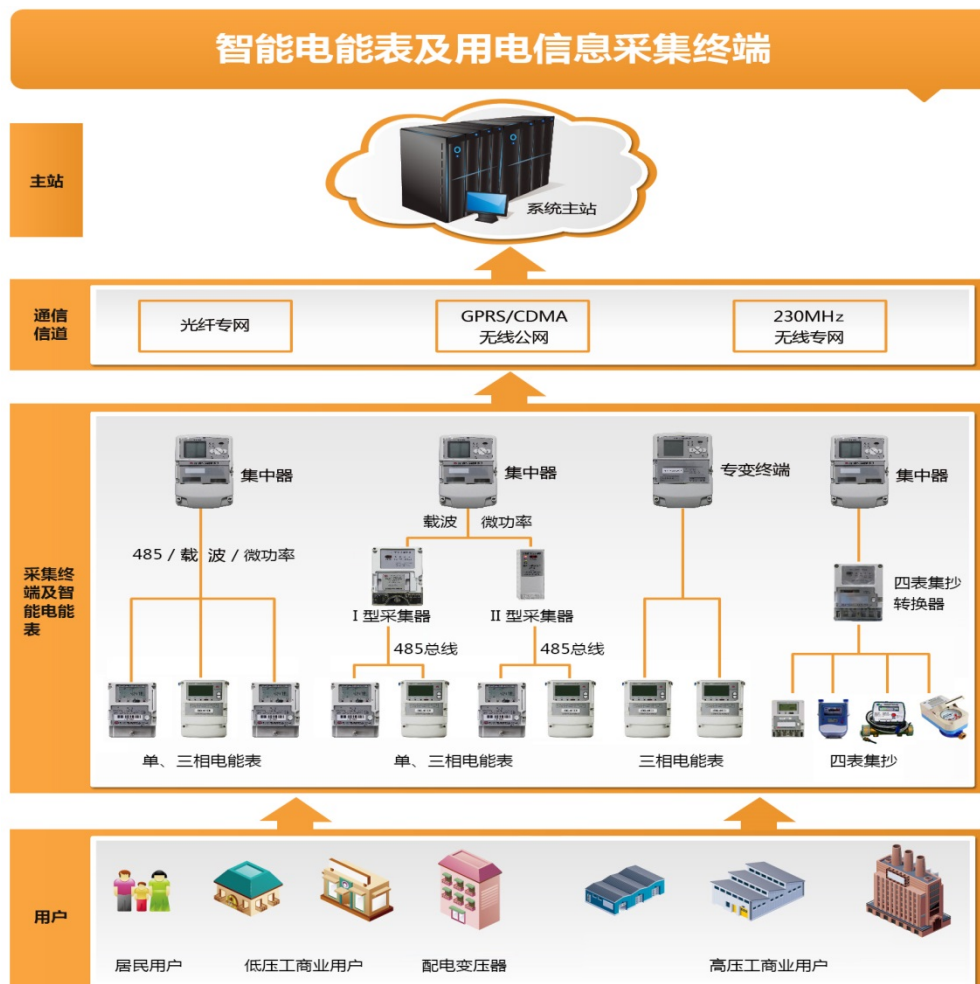 智能电能表及用电信息采集终端
主站
系统主站
通信
信道
光纤专网
GPRS/CDMA
无线公网
230MHz
无线专网
采集终
端及智
能电能
表
集中器
集中器
专变终端
集中器
485 / 载 波 / 微功率
载波
微功率
四表集抄
转换器
I 型采集器
II 型采集器
485总线
485总线
单、三相电能表
单、三相电能表
三相电能表
四表集抄
用户
居民用户
低压工商业用户
配电变压器
高压工商业用户